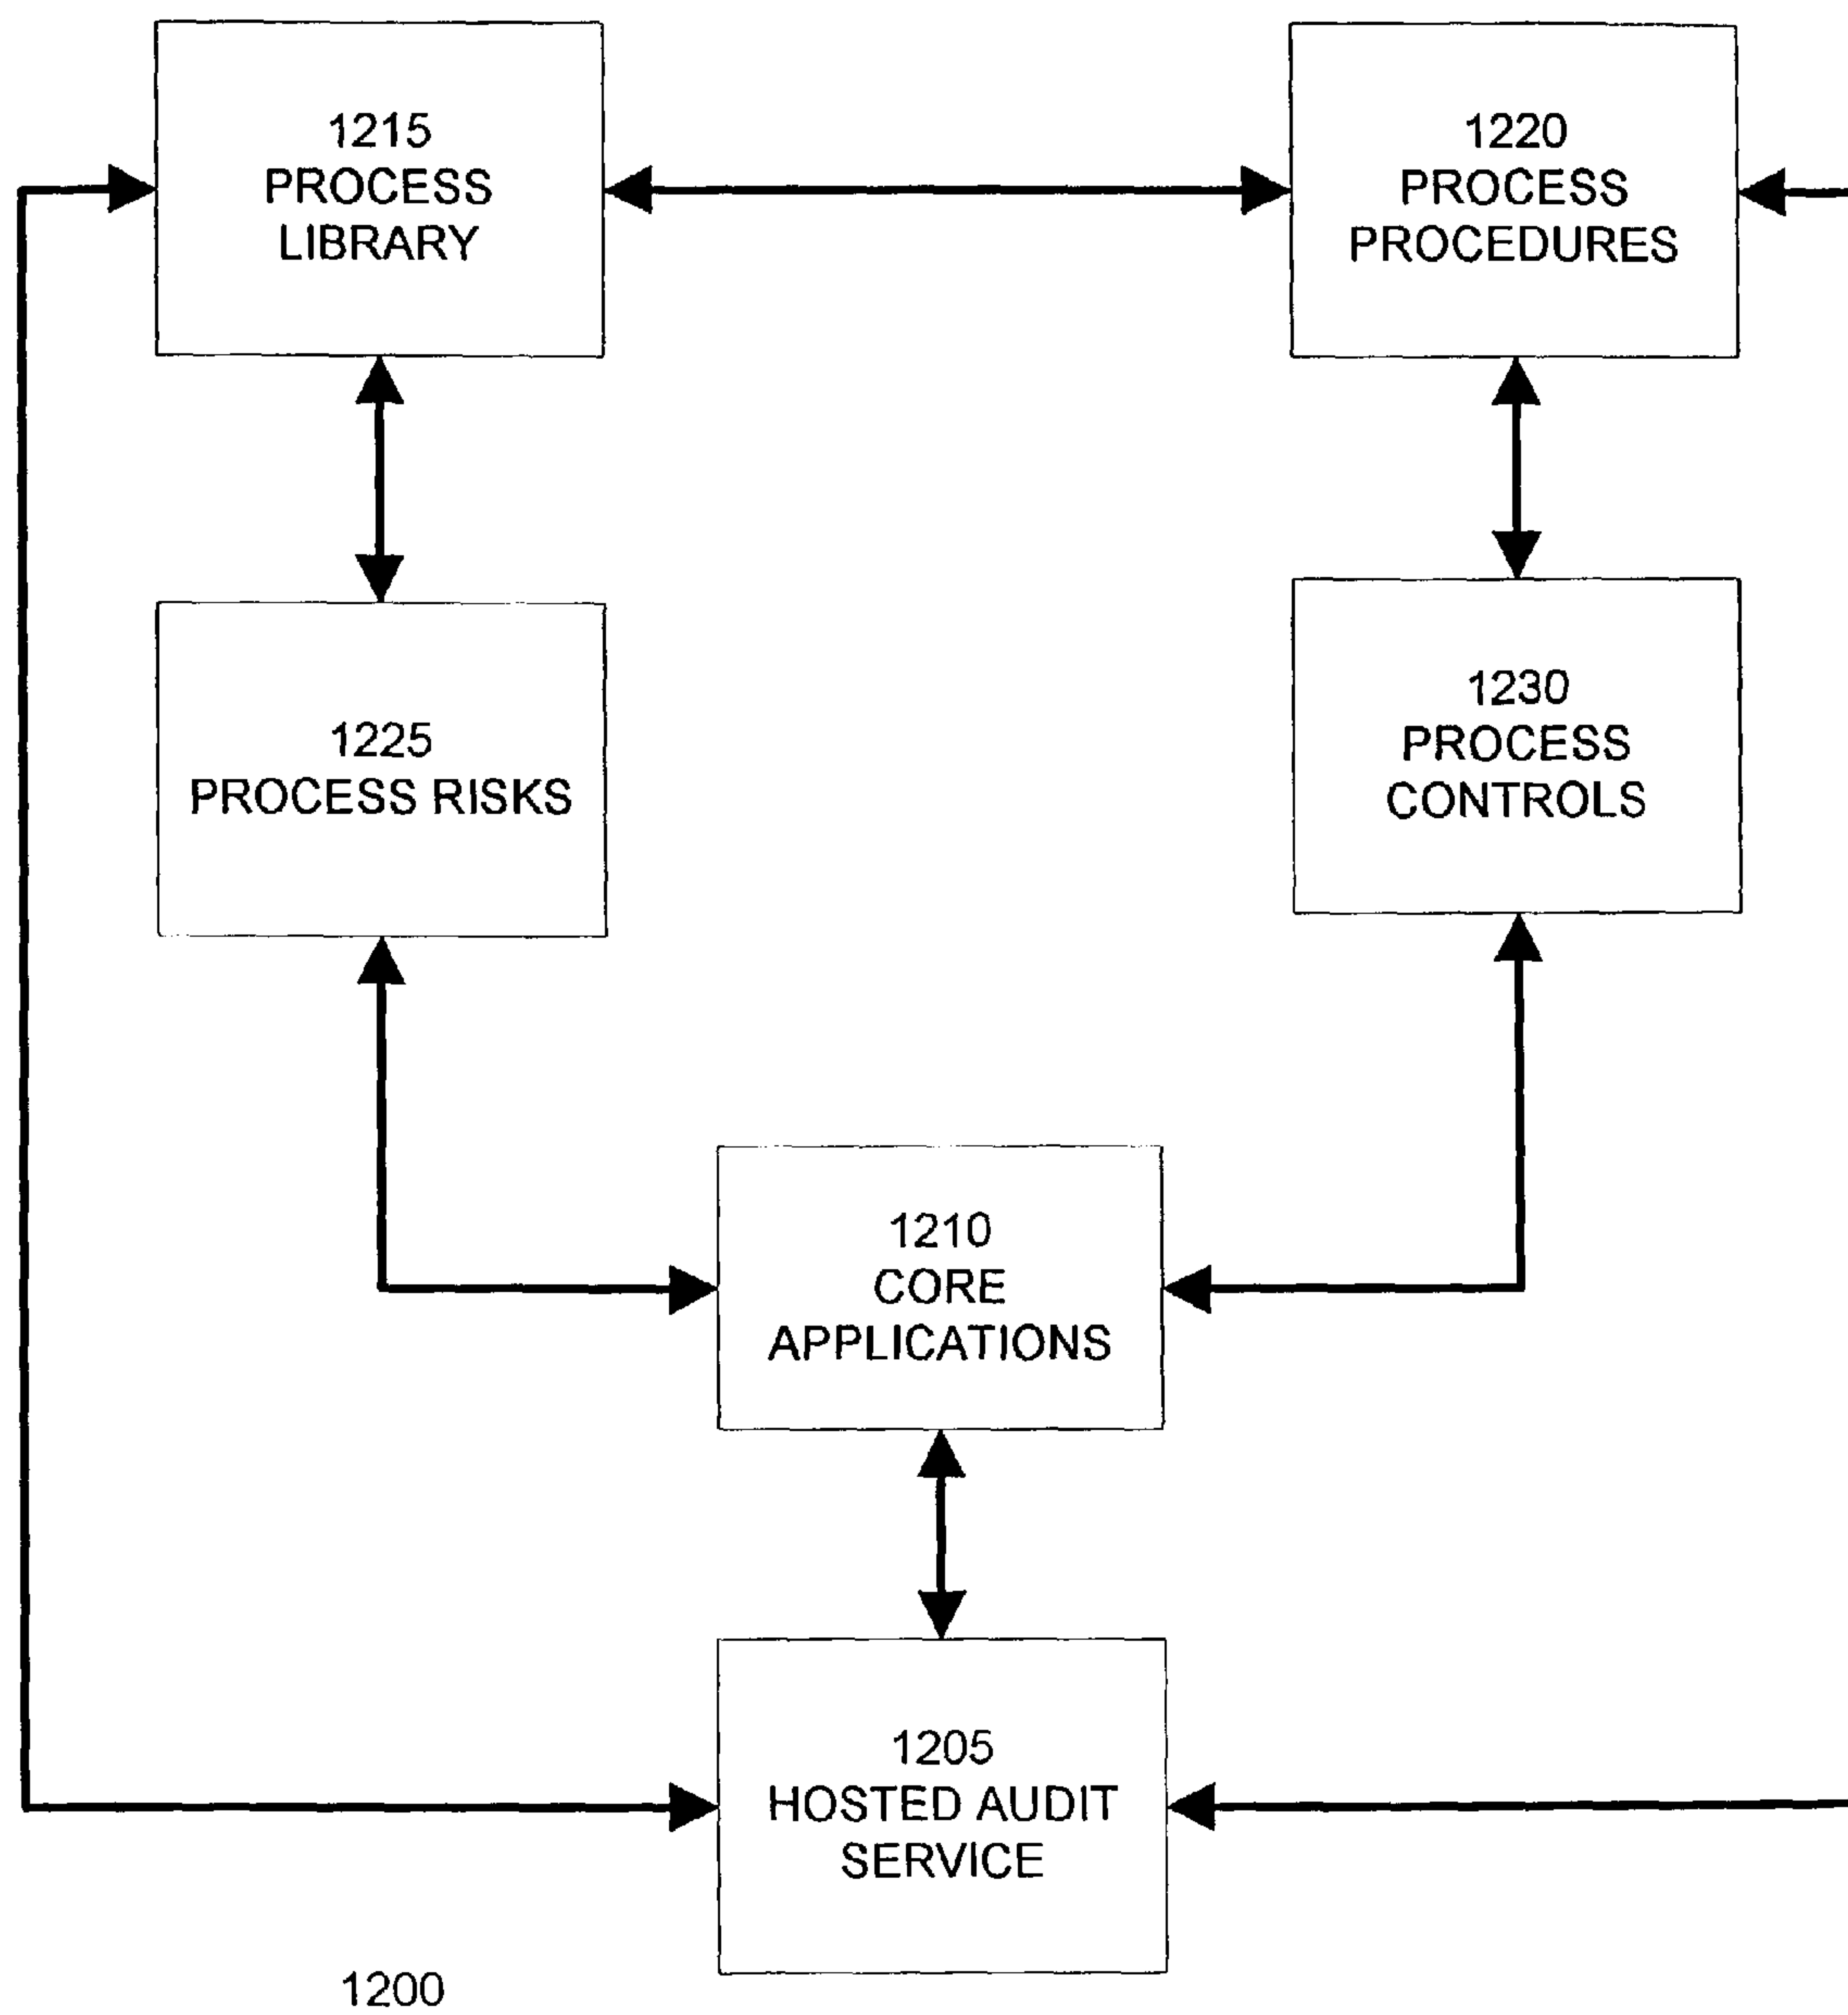 1215
PROCESS
LIBRARY
1220
PROCESS
PROCEDURES
1225
PROCESS RISKS
1230
PROCESS
CONTROLS
1210
CORE
APPLICATIONS
1205
HOSTED AUDIT
SERVICE
1200